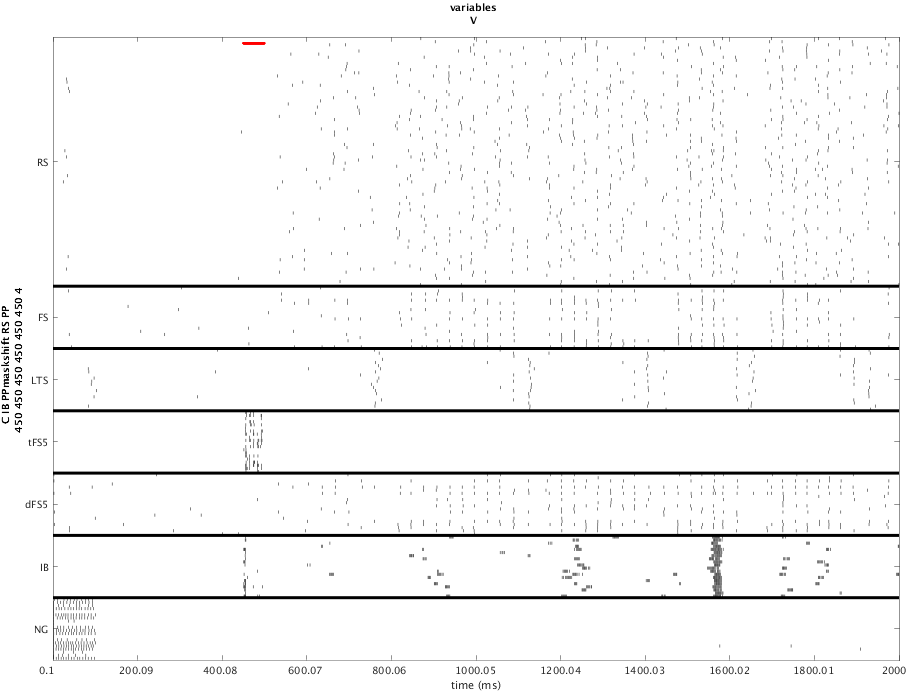 variables
V
C IB PPmaskshift RS PP
450 450 450 450 450 450 4
RS
FS
LTS
tFS5
dFS5
IB
NG
0.1
200.09
400.08
600.07
800.06
1000.05
1200.04
1400.03
1600.02
1800.01
2000
time (ms)